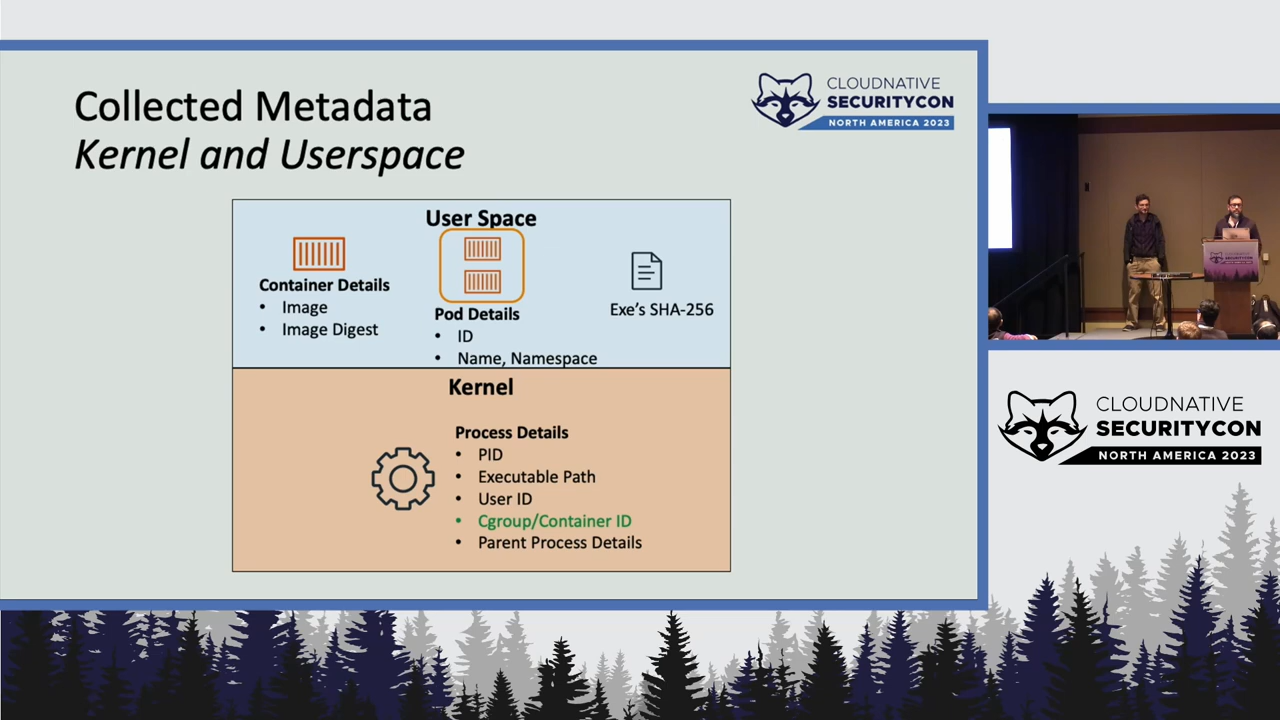 Collected Metadata
Kernel and Userspace
CLOUDNATIVE
SECURITYCON
NORTH AMERICA 2023
User Space
Container Details
• Image
• Image Digest
Pod Details
• ID
• Name, Namespace
Exe's SHA-256
Kernel
Process Details
• PID
• Executable Path
• User ID
• Cgroup/Container ID
• Parent Process Details
CLOUDNATIVE
SECURITYCON
NORTH AMERICA 2023